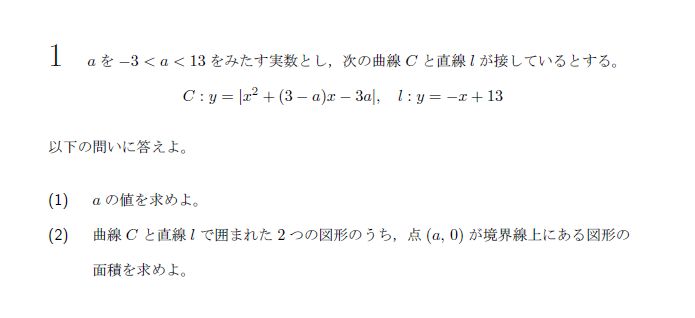 1 aを −3 < a < 13 をみたす実数とし，次の曲線 C と直線 l が接しているとする。
C : y = |x² + (3 − a)x − 3a|, l : y = −x + 13
以下の問いに答えよ。
(1) a の値を求めよ。
(2) 曲線 C と直線 l で囲まれた 2 つの図形のうち，点 (a, 0) が境界線上にある図形の
面積を求めよ。